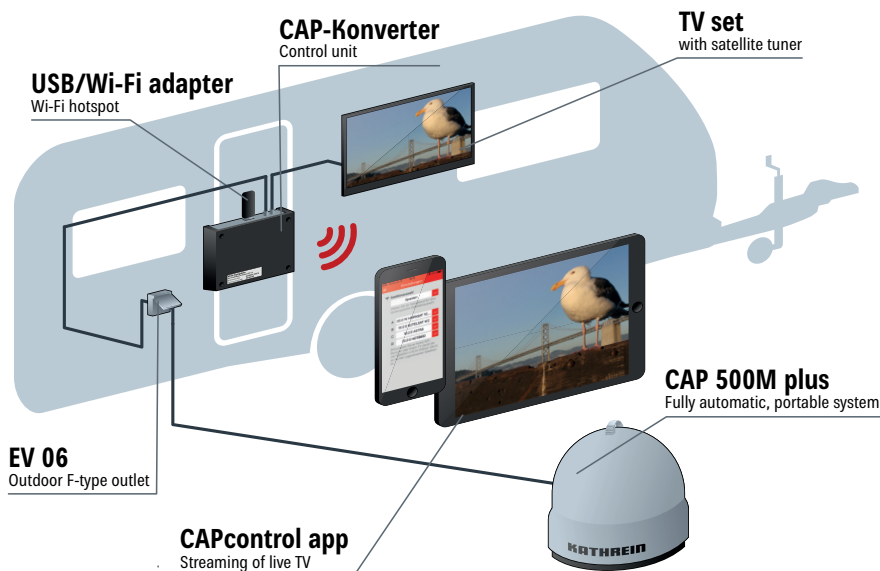 CAP-Konverter
Control unit
TV set
with satellite tuner
USB/Wi-Fi adapter
Wi-Fi hotspot
CAP 500M plus
Fully automatic, portable system
EV 06
Outdoor F-type outlet
CAPcontrol app
Streaming of live TV
KATHREIN